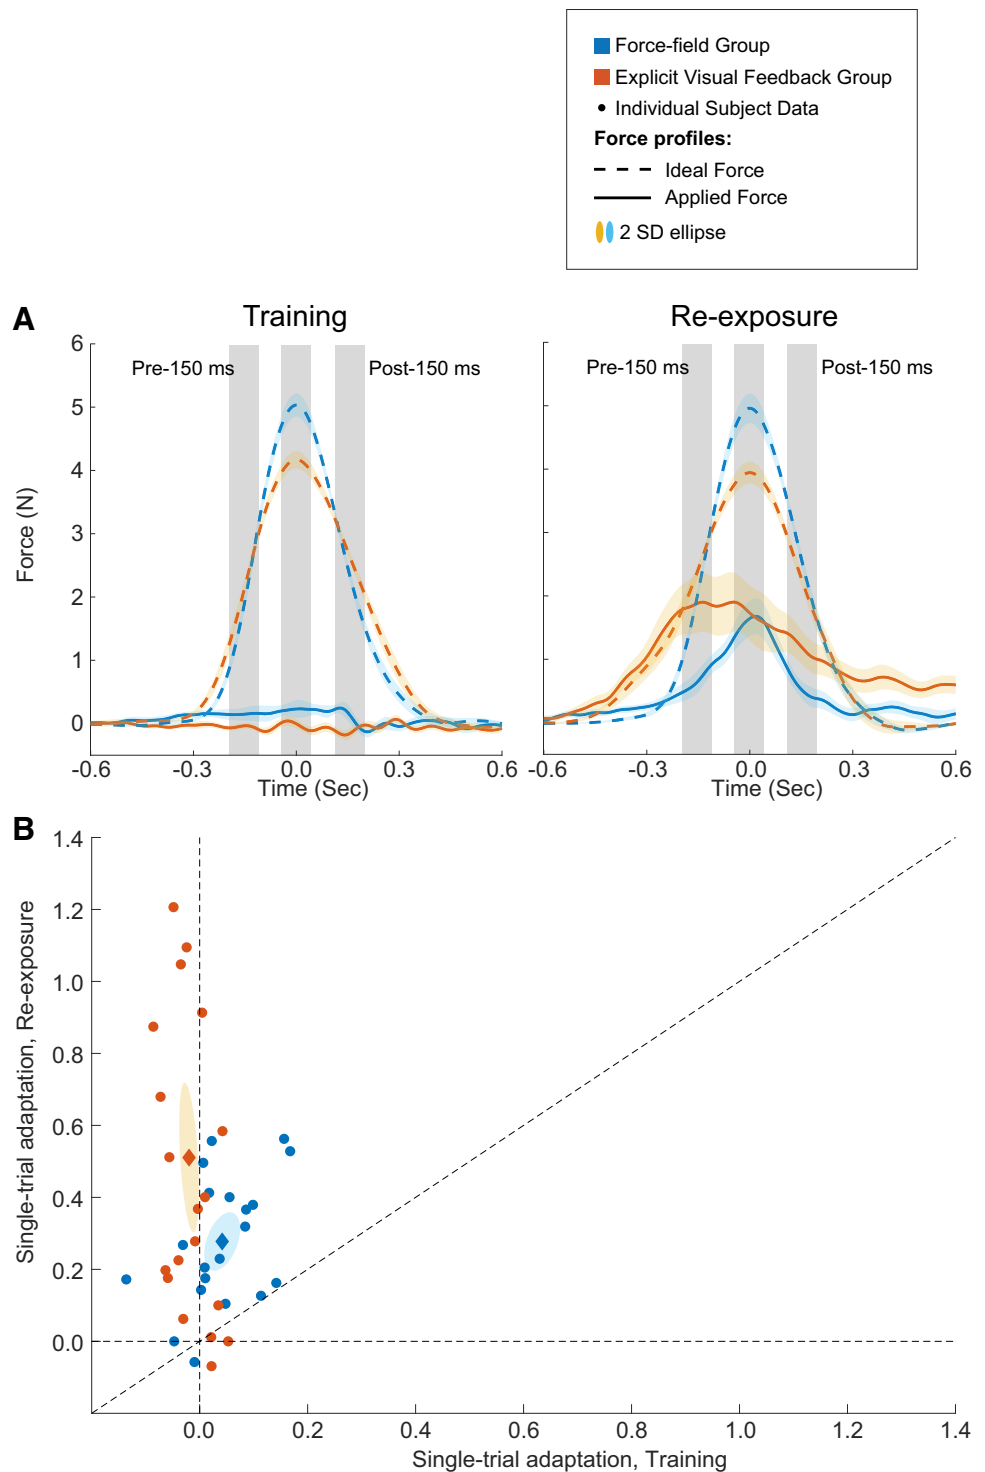 Force-field Group
Explicit Visual Feedback Group
Individual Subject Data
Force profiles:
Ideal Force
Applied Force
2 SD ellipse
A
Training
Re-exposure
Pre-150 ms
Post-150 ms
Pre-150 ms
Post-150 ms
6
5
4
3
2
1
0
Force (N)
-0.6
-0.3
0.0
0.3
0.6
Time (Sec)
-0.6
-0.3
0.0
0.3
0.6
Time (Sec)
B
1.4
1.2
1.0
0.8
0.6
0.4
0.2
0.0
Single-trial adaptation, Re-exposure
0.0
0.2
0.4
0.6
0.8
1.0
1.2
1.4
Single-trial adaptation, Training